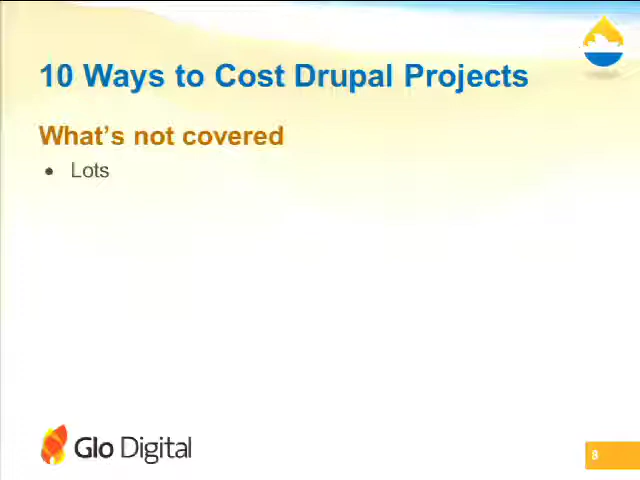 10 Ways to Cost Drupal Projects
What's not covered
• Lots
Glo Digital
8